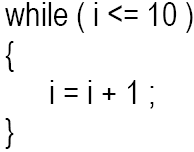 while ( i <= 10 )
{
i = i + 1 ;
}